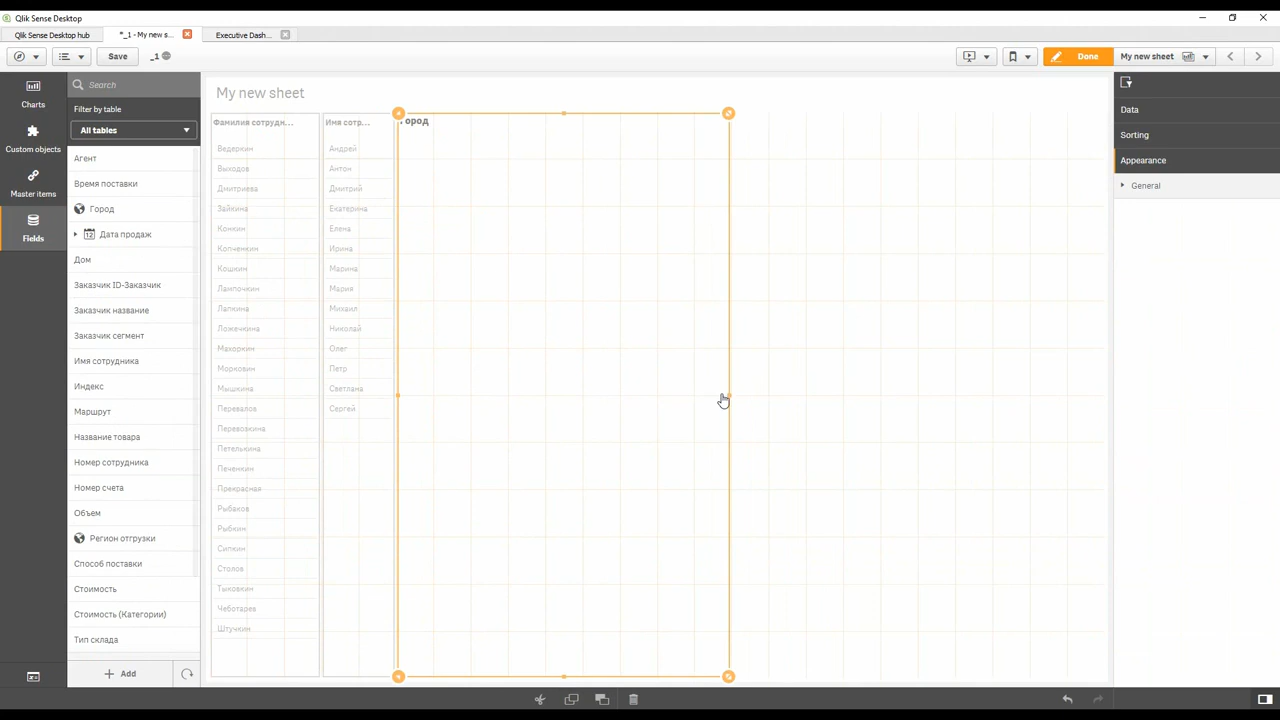 Qlik Sense Desktop
Qlik Sense Desktop hub
*_1 - My new s...
Executive Dash...
Save
_1
Done
My new sheet
Charts
Custom objects
Master items
Fields
Search
Filter by table
All tables
Агент
Время поставки
Город
Дата продаж
Дом
Заказчик ID-Заказчик
Заказчик название
Заказчик сегмент
Имя сотрудника
Индекс
Маршрут
Название товара
Номер сотрудника
Номер счета
Объем
Регион отгрузки
Способ поставки
Стоимость
Стоимость (Категории)
Тип склада
Add
My new sheet
Фамилия сотрудн...
Ведеркин
Выходов
Дмитриева
Зайкина
Конкин
Копченкин
Кошкин
Лампочкин
Лапкина
Ложечкина
Махоркин
Морковин
Мышкина
Перевалов
Перевозкина
Петелькина
Печенкин
Прекрасная
Рыбаков
Рыбкин
Сипкин
Столов
Тыковкин
Чеботарев
Штучкин
Имя сотр...
Андрей
Антон
Дмитрий
Екатерина
Елена
Ирина
Марина
Мария
Михаил
Николай
Олег
Петр
Светлана
Сергей
Город
Data
Sorting
Appearance
General